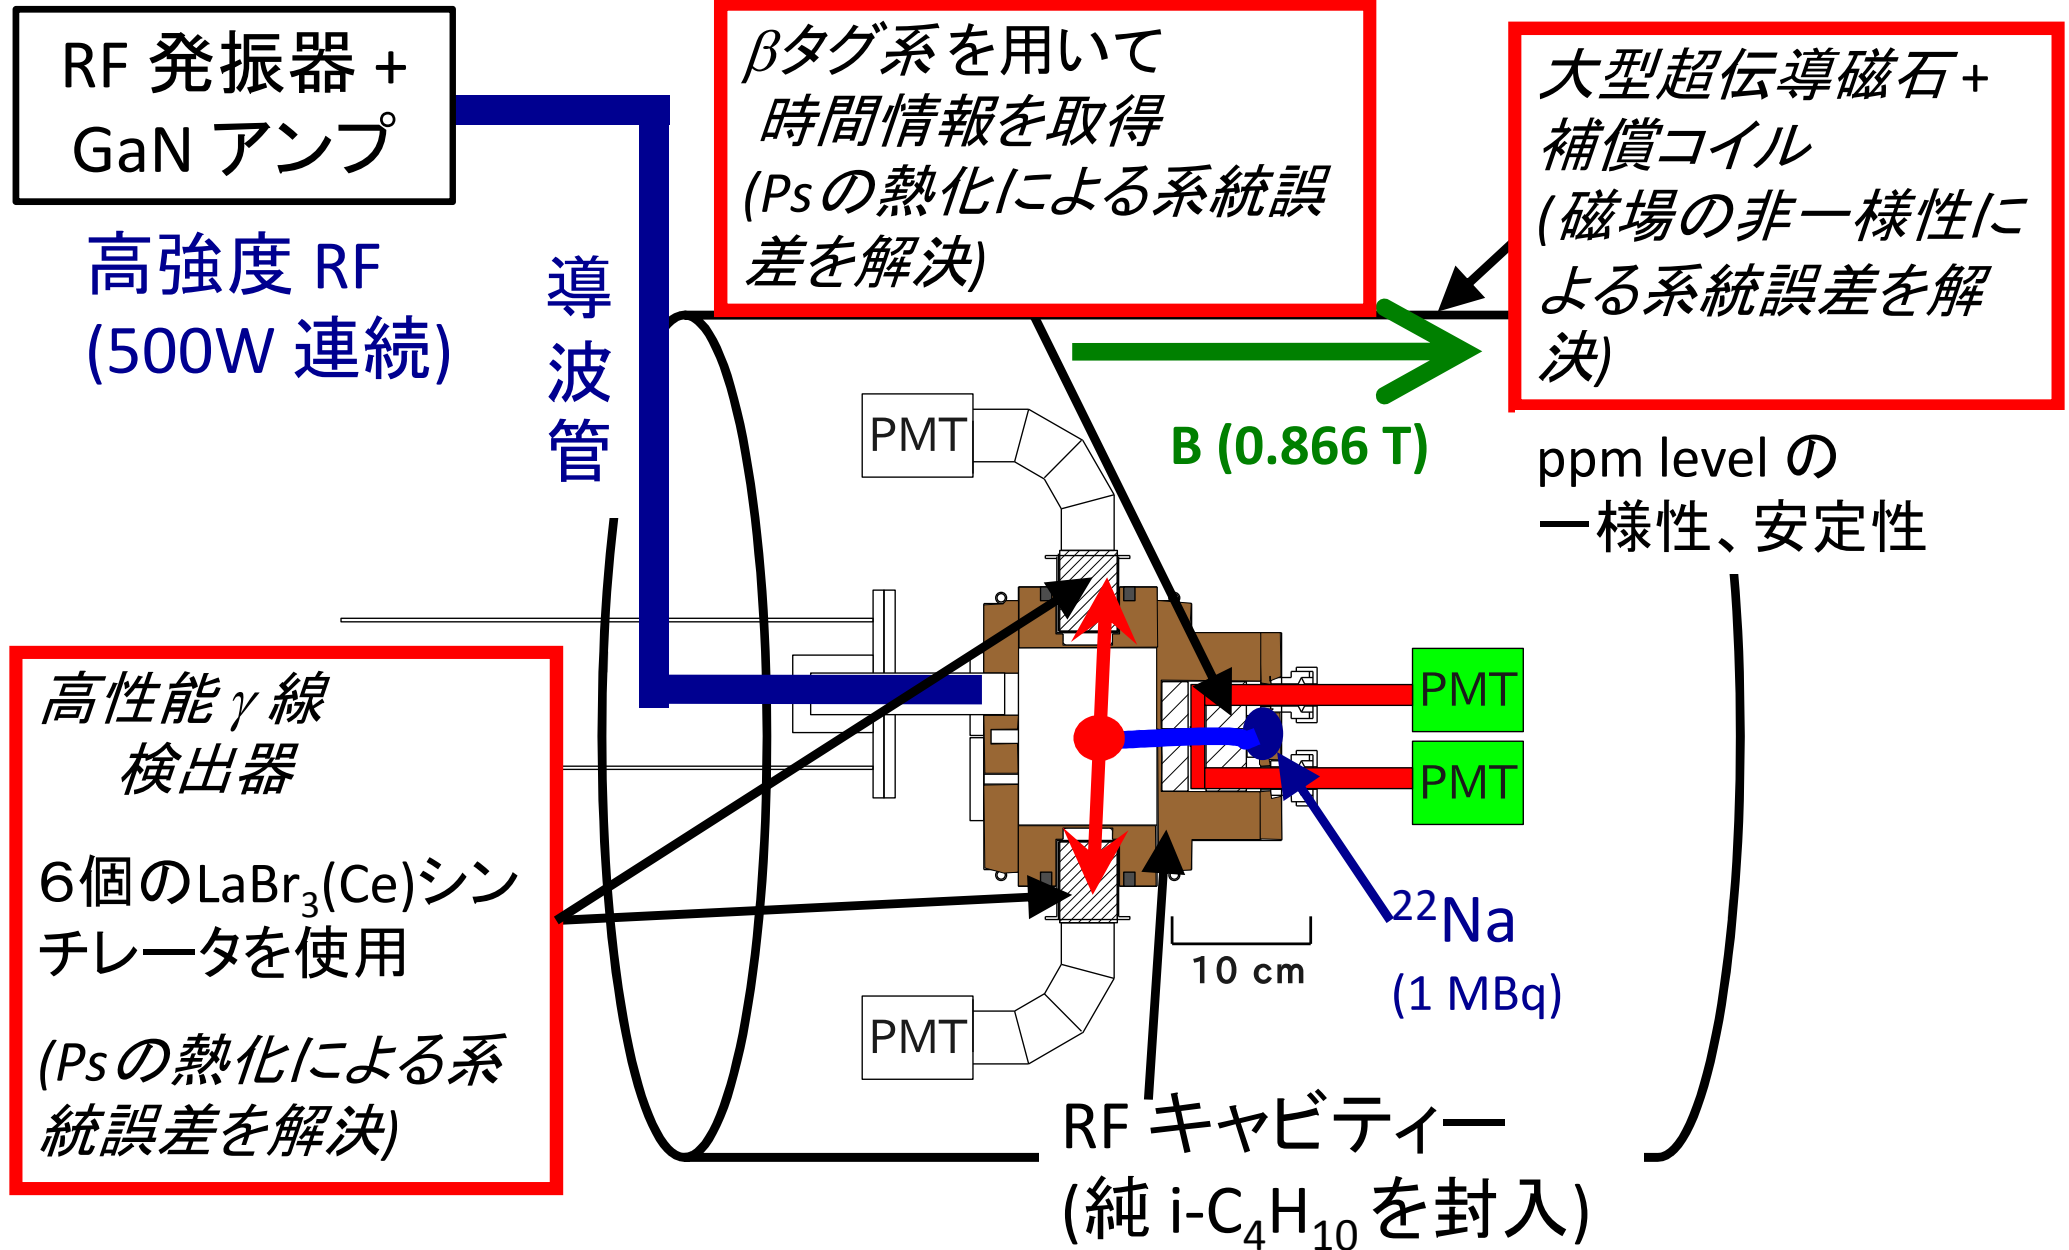 RF 発振器 +
GaN アンプ
高強度 RF
(500W 連続)
導
波
管
βタグ系を用いて
時間情報を取得
(Psの熱化による系統誤
差を解決)
大型超伝導磁石 +
補償コイル
(磁場の非一様性に
よる系統誤差を解
決)
B (0.866 T)
ppm level の
一様性、安定性
PMT
高性能 γ 線
検出器
6個のLaBr₃(Ce)シン
チレータを使用
(Psの熱化による系
統誤差を解決)
PMT
PMT
²²Na
(1 MBq)
10 cm
PMT
RF キャビティー
(純 i-C₄H₁₀ を封入)